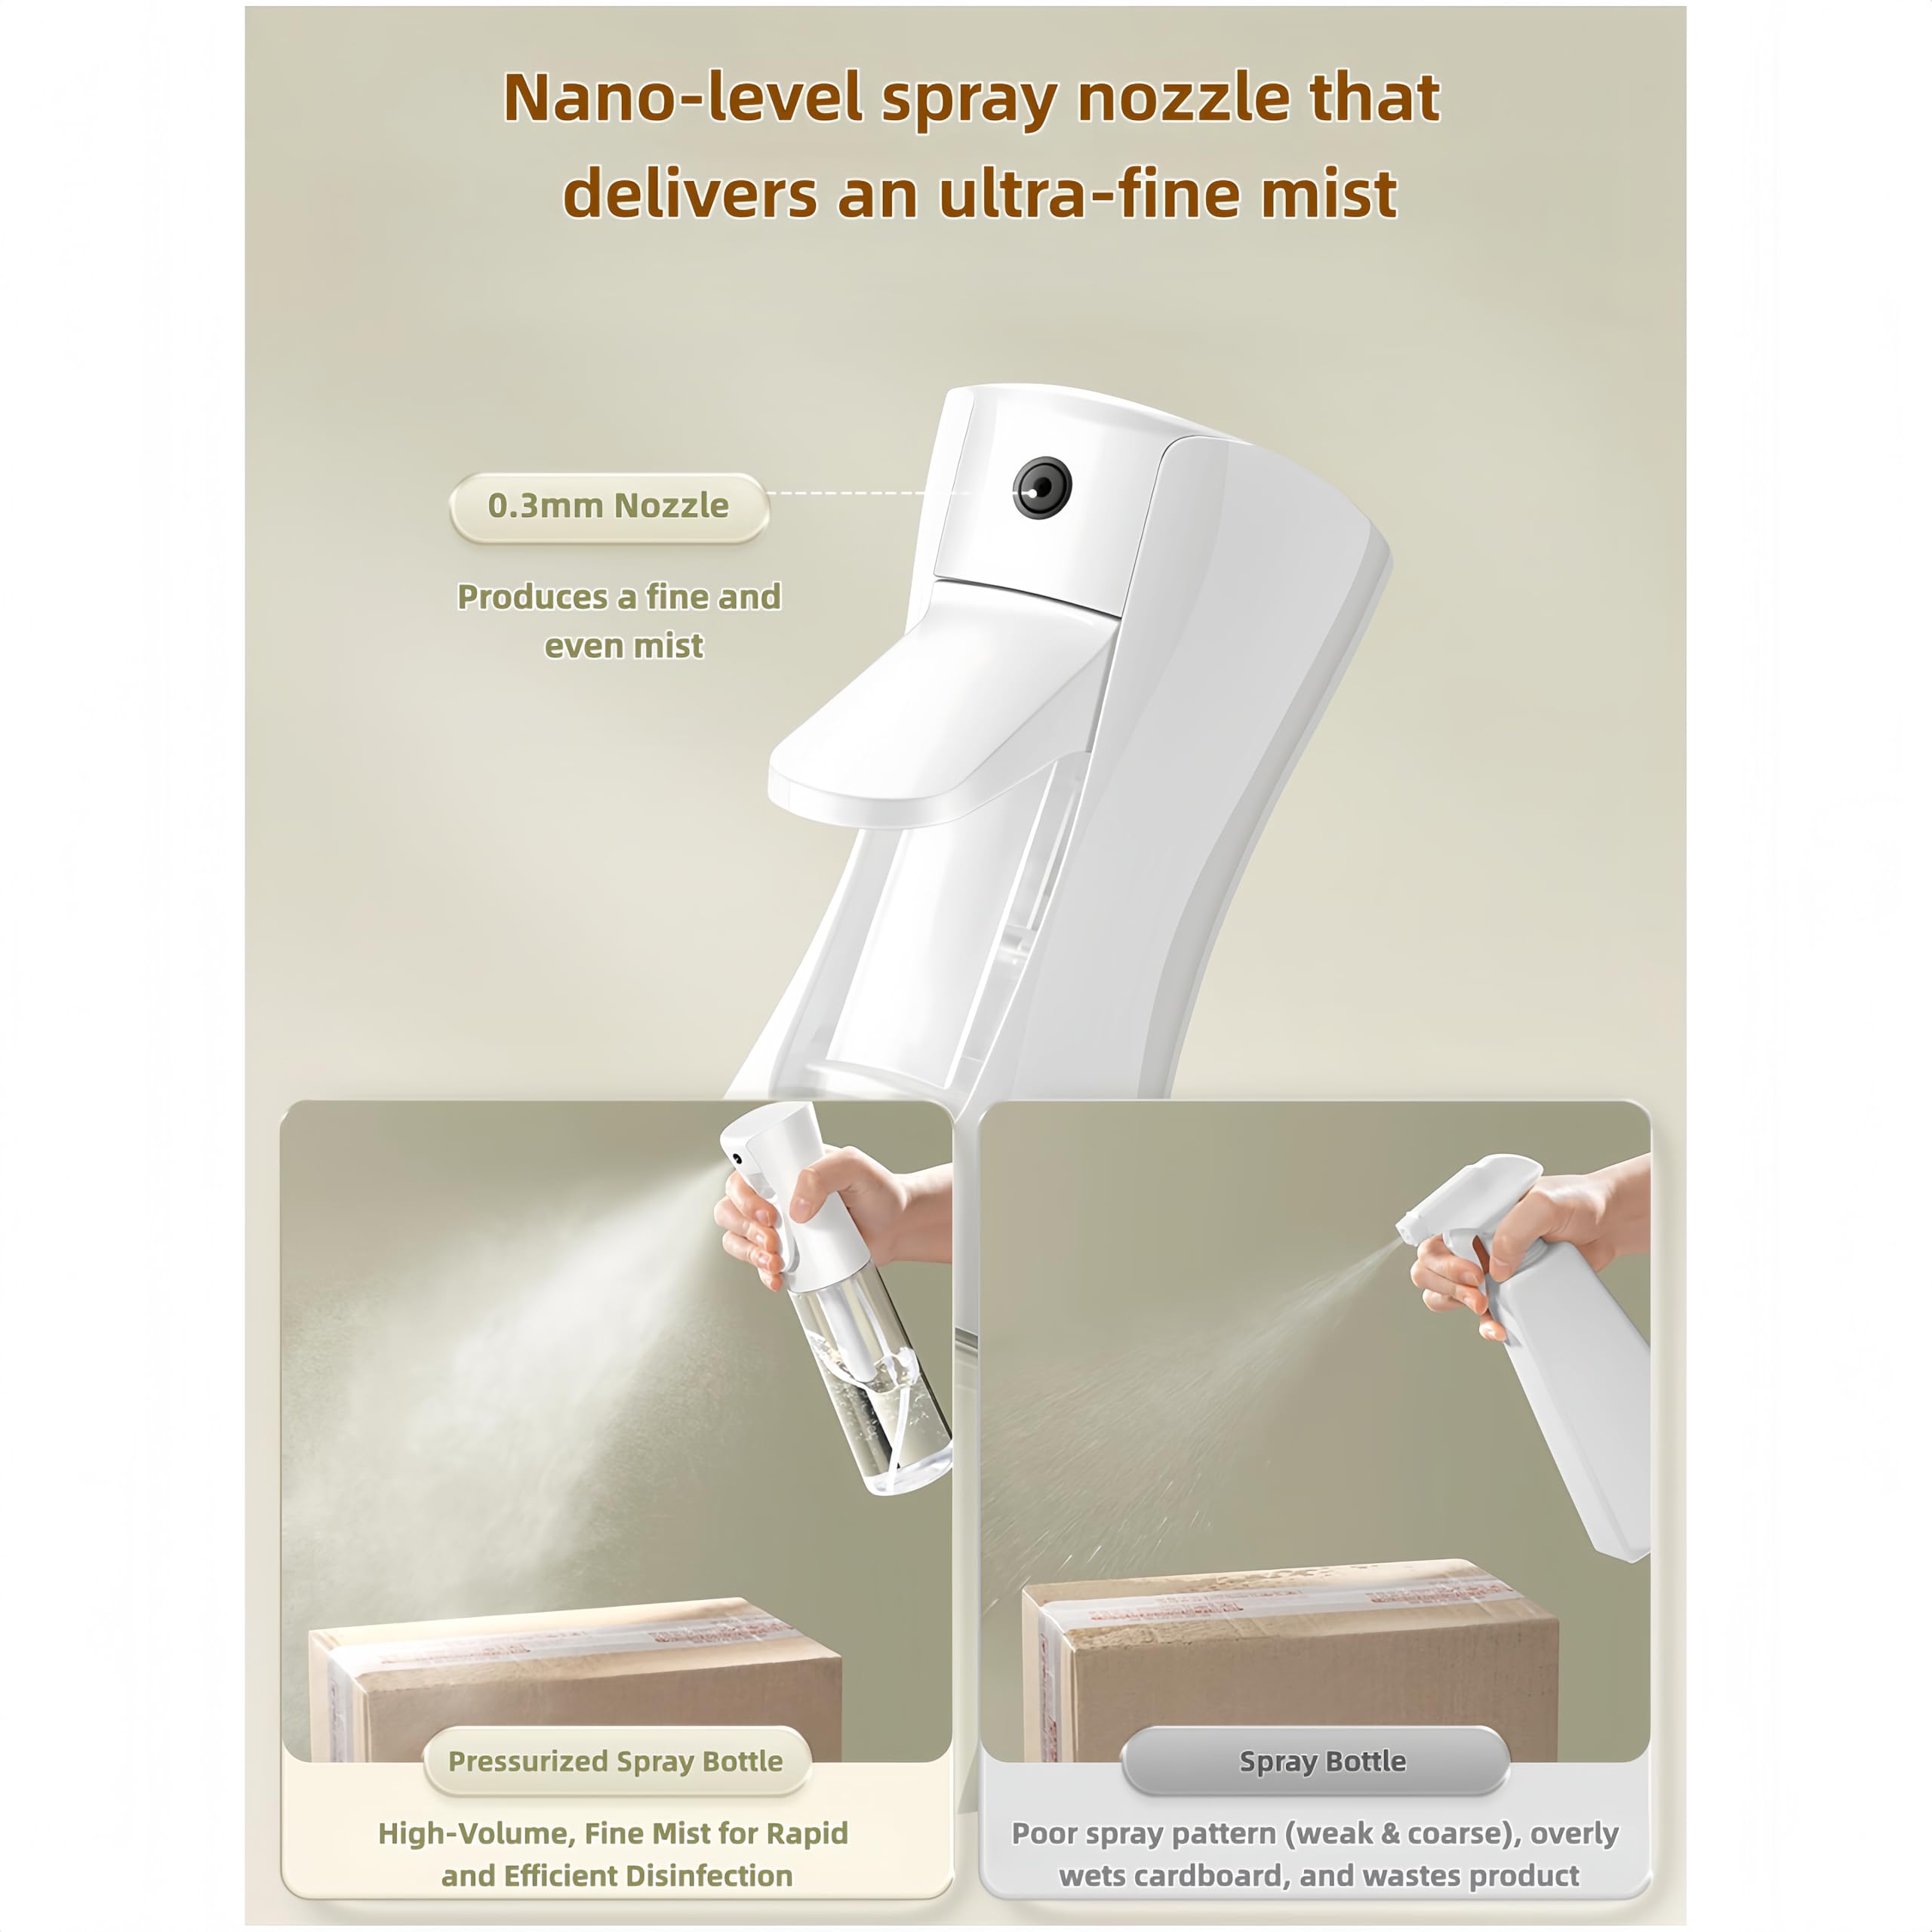 Nano-level spray nozzle that
delivers an ultra-fine mist
0.3mm Nozzle
Produces a fine and
even mist
Pressurized Spray Bottle
High-Volume, Fine Mist for Rapid
and Efficient Disinfection
Spray Bottle
Poor spray pattern (weak & coarse), overly
wets cardboard, and wastes product